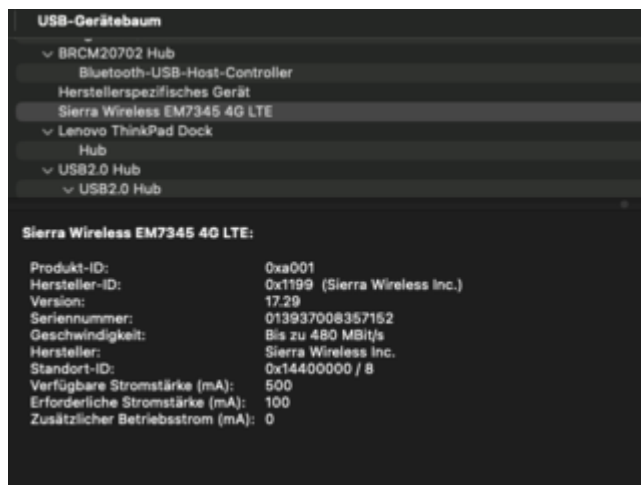 USB-Gerätebaum
BRCM20702 Hub
Bluetooth-USB-Host-Controller
Herstellerspezifisches Gerät
Sierra Wireless EM7345 4G LTE
Lenovo ThinkPad Dock
Hub
USB2.0 Hub
USB2.0 Hub
Sierra Wireless EM7345 4G LTE:
Produkt-ID: 0xa001
Hersteller-ID: 0x1199 (Sierra Wireless Inc.)
Version: 17.29
Seriennummer: 013937008357152
Geschwindigkeit: Bis zu 480 MBit/s
Hersteller: Sierra Wireless Inc.
Standort-ID: 0x14400000 / 8
Verfügbare Stromstärke (mA): 500
Erforderliche Stromstärke (mA): 100
Zusätzlicher Betriebsstrom (mA): 0